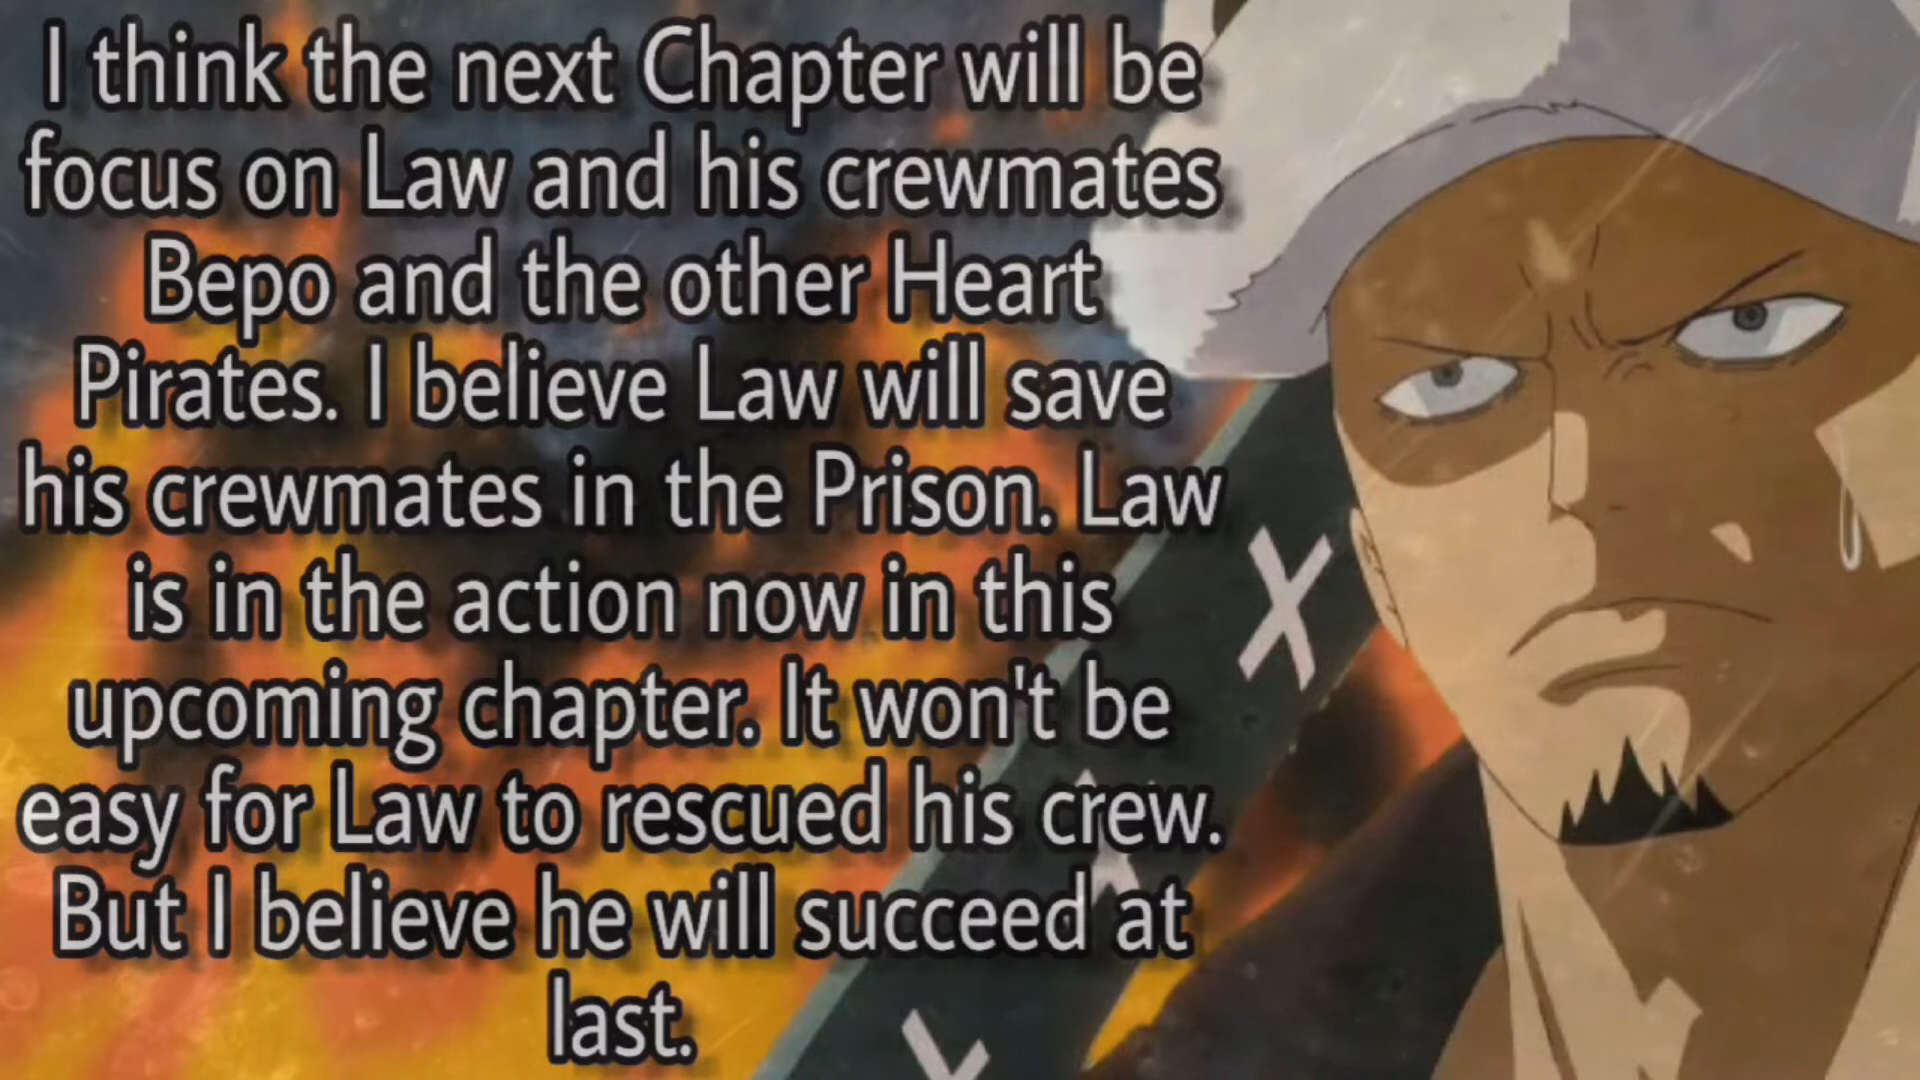 I think the next Chapter will be
focus on Law and his crewmates
Bepo and the other Heart
Pirates. I believe Law will save
his crewmates in the Prison. Law
is in the action now in this
upcoming chapter. It won't be
easy for Law to rescued his crew.
But I believe he will succeed at
last.